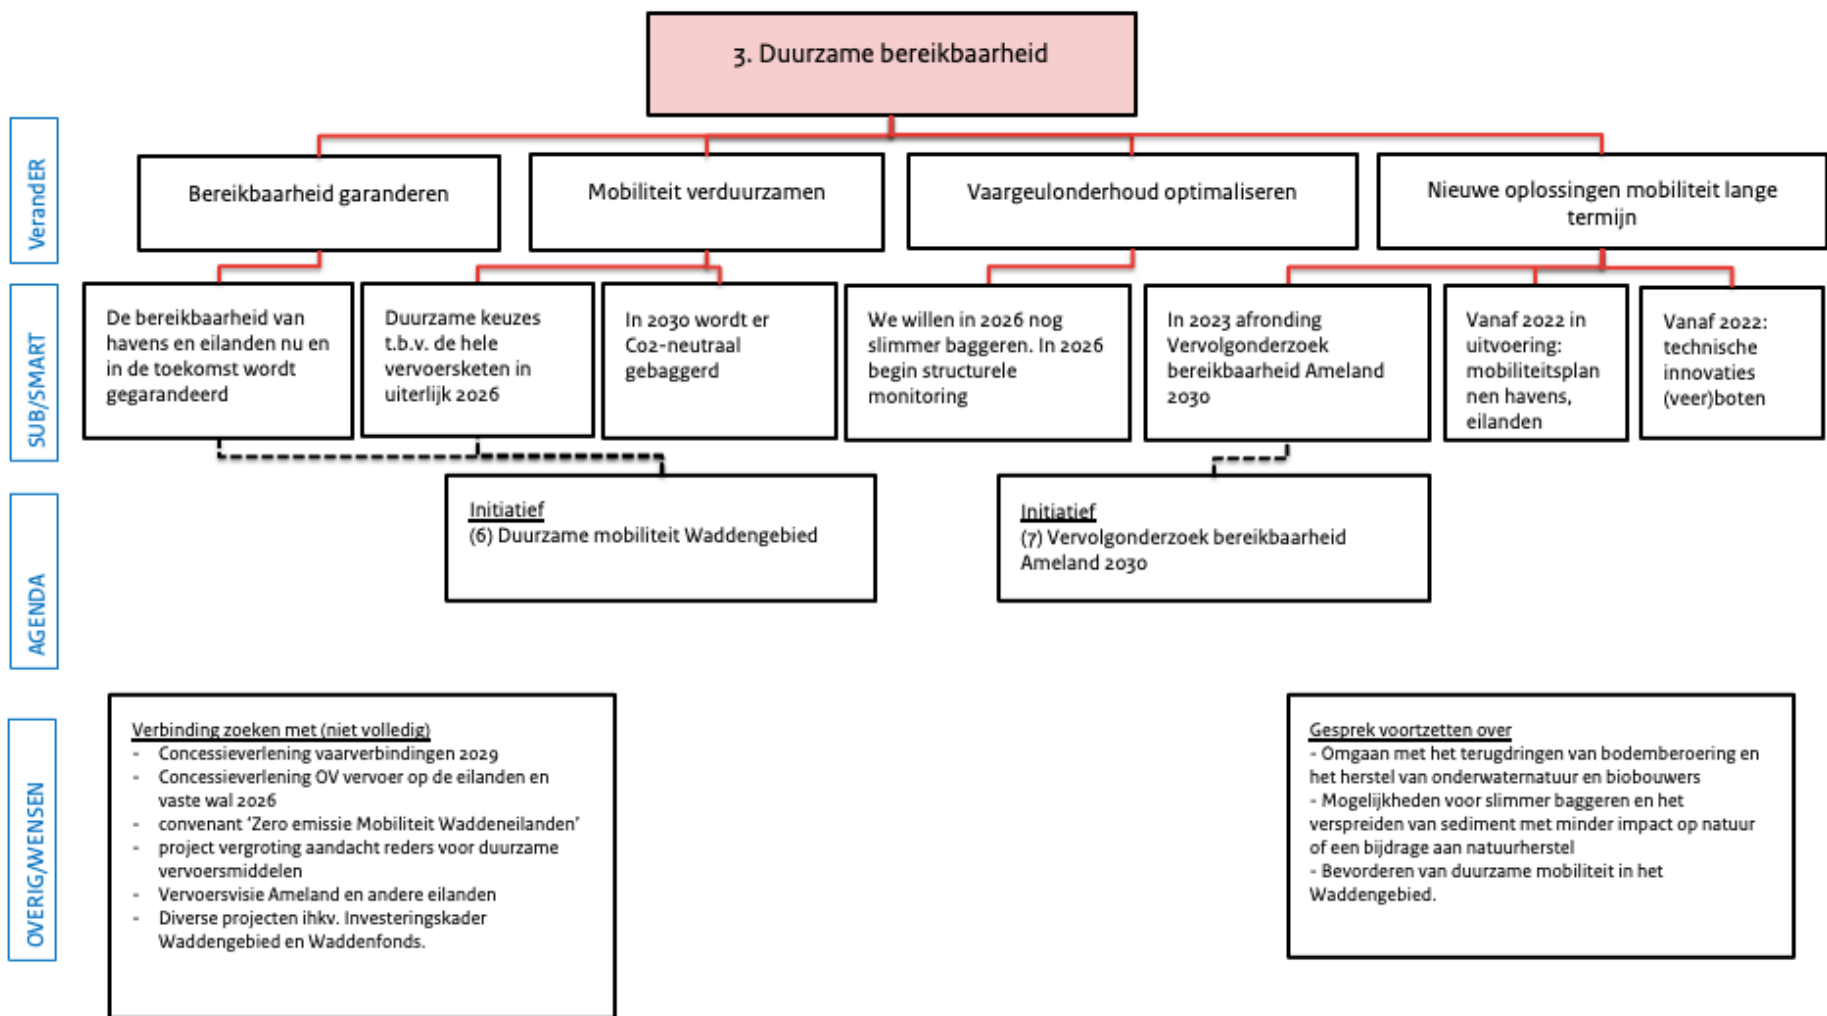 3. Duurzame bereikbaarheid
VerandER
Bereikbaarheid garanderen
Mobiliteit verduurzamen
Vaargeulonderhoud optimaliseren
Nieuwe oplossingen mobiliteit lange
termijn
SUB/SMART
De bereikbaarheid van
havens en eilanden nu en
in de toekomst wordt
gegarandeerd
Duurzame keuzes
t.b.v. de hele
vervoersketen in
uiterlijk 2026
In 2030 wordt er
Co2-neutraal
gebaggerd
We willen in 2026 nog
slimmer baggeren. In 2026
begin structurele
monitoring
In 2023 afronding
Vervolgonderzoek
bereikbaarheid Ameland
2030
Vanaf 2022 in
uitvoering:
mobiliteitsplan
nen havens,
eilanden
Vanaf 2022:
technische
innovaties
(veer)boten
AGENDA
Initiatief
(6) Duurzame mobiliteit Waddengebied
Initiatief
(7) Vervolgonderzoek bereikbaarheid
Ameland 2030
OVERIG/WENSEN
Verbinding zoeken met (niet volledig)
- Concessieverlening vaarverbindingen 2029
- Concessieverlening OV vervoer op de eilanden en
vaste wal 2026
- convenant 'Zero emissie Mobiliteit Waddeneilanden'
- project vergroting aandacht reders voor duurzame
vervoersmiddelen
- Vervoersvisie Ameland en andere eilanden
- Diverse projecten ihkv. Investeringskader
Waddengebied en Waddenfonds.
Gesprek voortzetten over
- Omgaan met het terugdringen van bodemberoering en
het herstel van onderwaternatuur en biobouwers
- Mogelijkheden voor slimmer baggeren en het
verspreiden van sediment met minder impact op natuur
of een bijdrage aan natuurherstel
- Bevorderen van duurzame mobiliteit in het
Waddengebied.